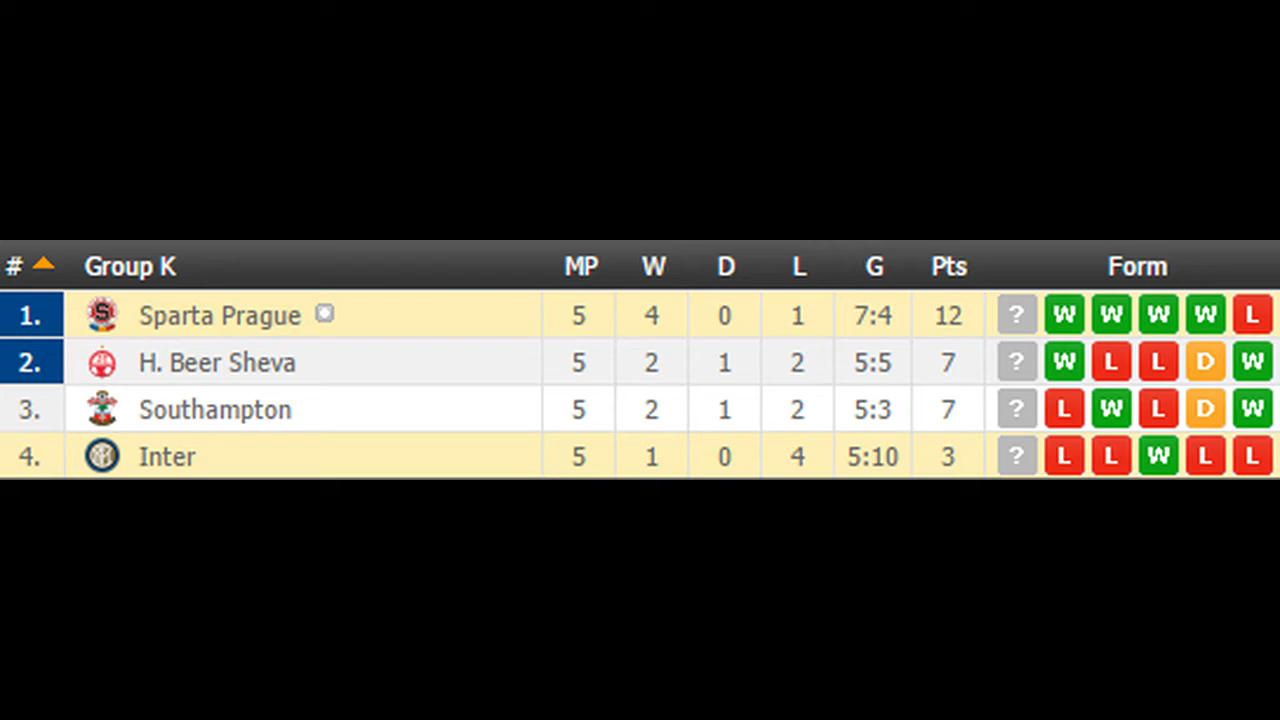 # Group K MP W D L G Pts Form
1. Sparta Prague 5 4 0 1 7:4 12 ? W W W W L
2. H. Beer Sheva 5 2 1 2 5:5 7 ? W L L D W
3. Southampton 5 2 1 2 5:3 7 ? L W L D W
4. Inter 5 1 0 4 5:10 3 ? L L W L L